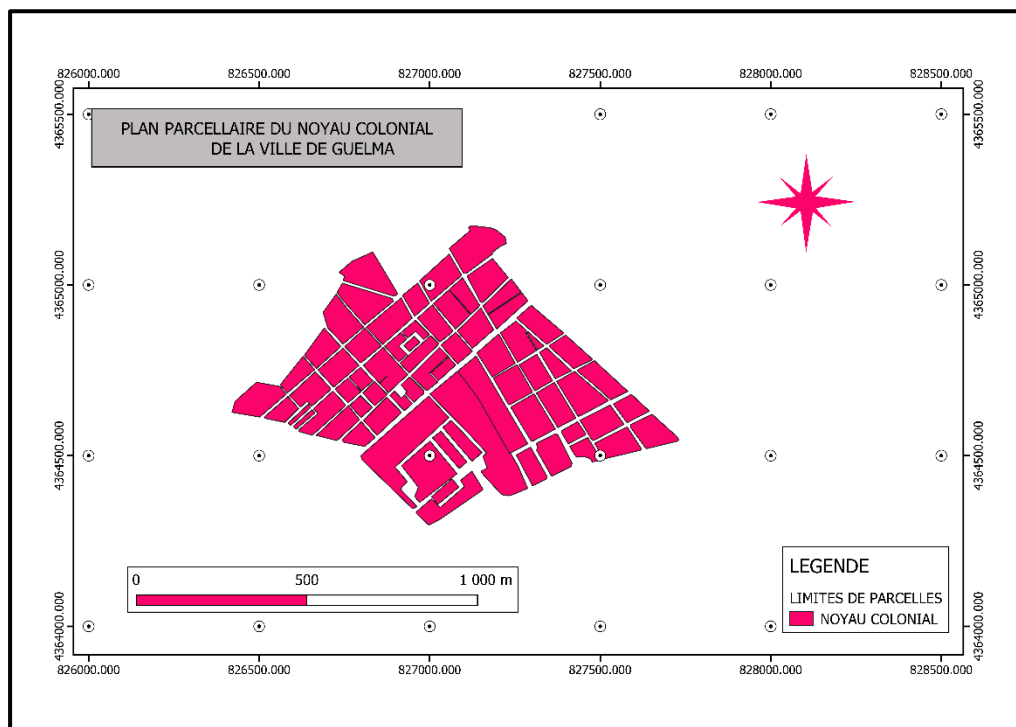 826000.000 826500.000 827000.000 827500.000 828000.000 828500.000
4365500.000 4365500.000
PLAN PARCELLAIRE DU NOYAU COLONIAL
DE LA VILLE DE GUELMA
4365000.000 4365000.000
4364500.000 4364500.000
0 500 1 000 m
LEGENDE
LIMITES DE PARCELLES
NOYAU COLONIAL
4364000.000 4364000.000
826000.000 826500.000 827000.000 827500.000 828000.000 828500.000